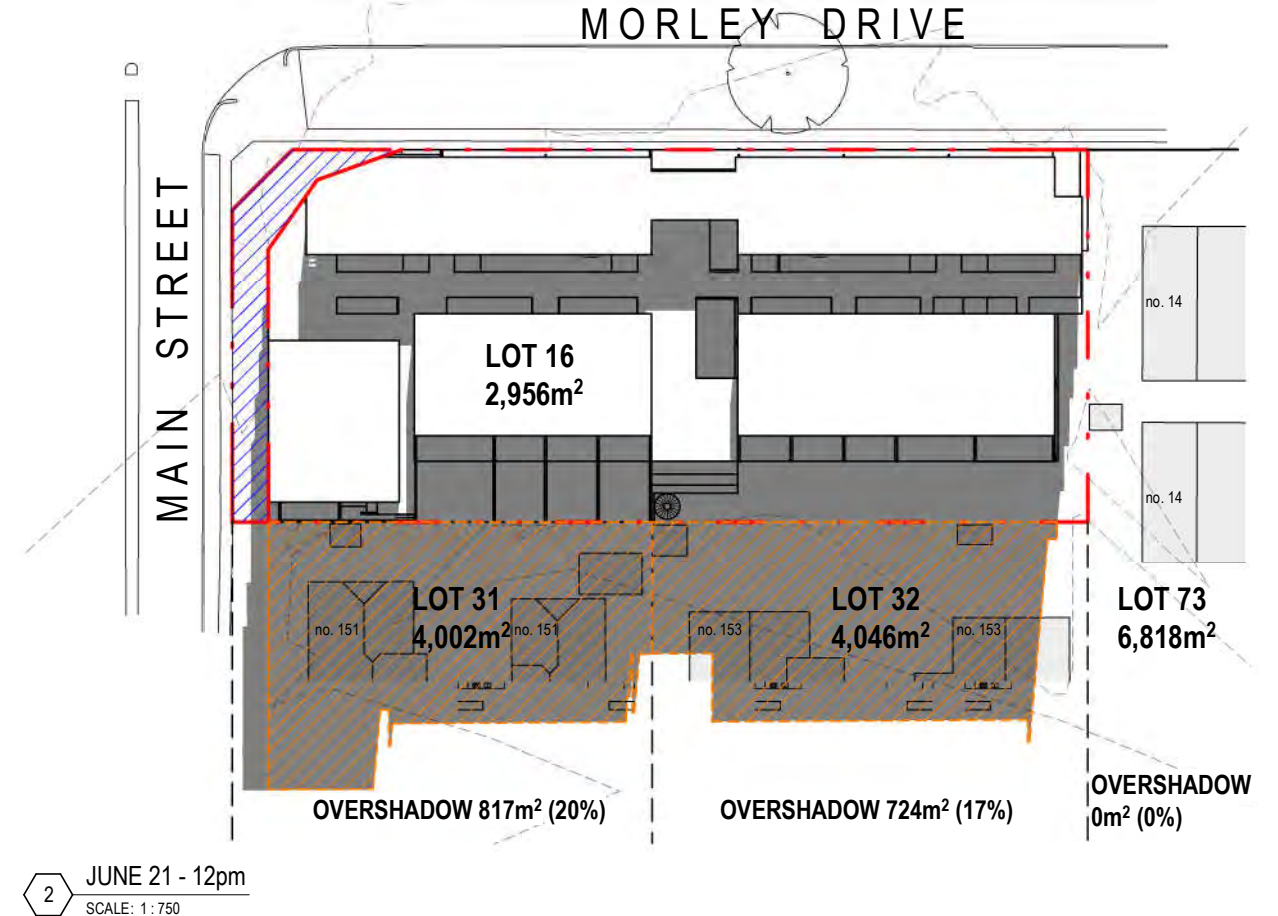 MORLEY DRIVE
MAIN STREET
LOT 16
2,956m²
no. 14
no. 14
LOT 31
4,002m²
no. 151
no. 151
LOT 32
4,046m²
no. 153
no. 153
LOT 73
6,818m²
OVERSHADOW 817m² (20%)
OVERSHADOW 724m² (17%)
OVERSHADOW
0m² (0%)
2
JUNE 21 - 12pm
SCALE: 1 : 750